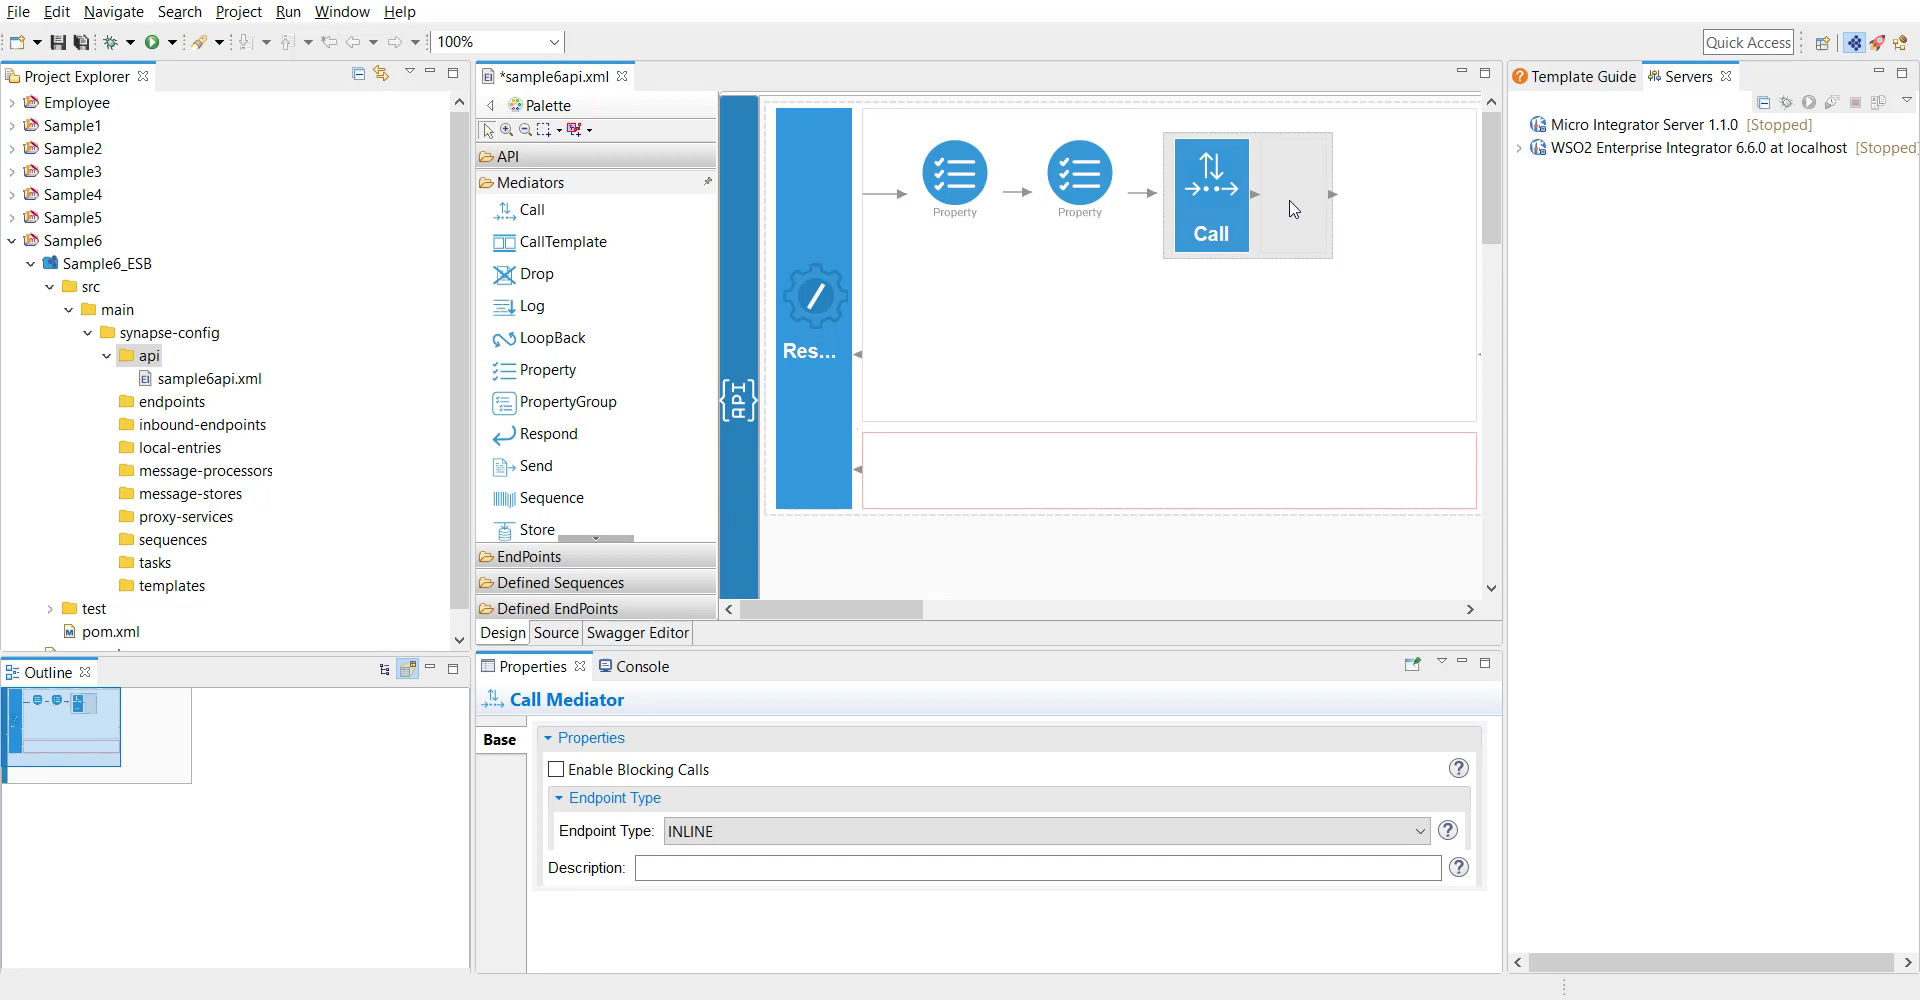 File Edit Navigate Search Project Run Window Help
100%
Quick Access
Project Explorer
Employee
Sample1
Sample2
Sample3
Sample4
Sample5
Sample6
Sample6_ESB
src
main
synapse-config
api
sample6api.xml
endpoints
inbound-endpoints
local-entries
message-processors
message-stores
proxy-services
sequences
tasks
templates
test
pom.xml
Outline
*sample6api.xml
Palette
API
Mediators
Call
CallTemplate
Drop
Log
LoopBack
Property
PropertyGroup
Respond
Send
Sequence
Store
EndPoints
Defined Sequences
Defined EndPoints
{API}
Res...
Property
Property
Call
Design Source Swagger Editor
Properties Console
Call Mediator
Base
Properties
Enable Blocking Calls
Endpoint Type
Endpoint Type: INLINE
Description:
Template Guide Servers
Micro Integrator Server 1.1.0 [Stopped]
WSO2 Enterprise Integrator 6.6.0 at localhost [Stopped